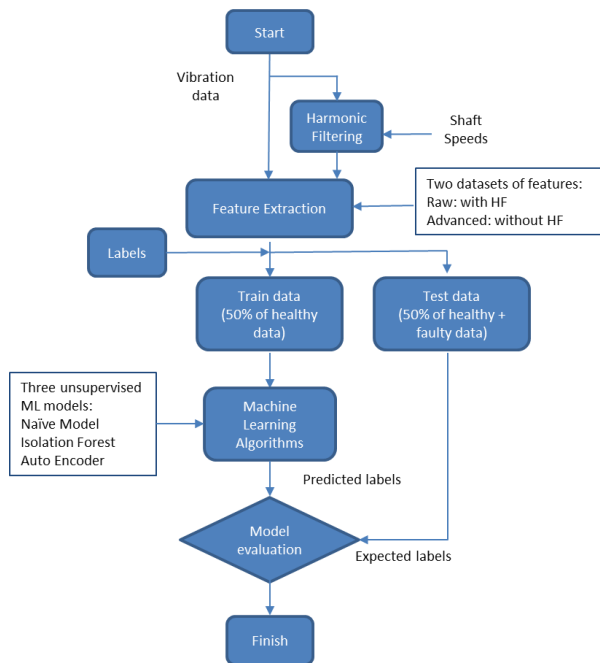 Start
Vibration
data
Harmonic
Filtering
Shaft
Speeds
Feature Extraction
Two datasets of features:
Raw: with HF
Advanced: without HF
Labels
Train data
(50% of healthy
data)
Test data
(50% of healthy +
faulty data)
Three unsupervised
ML models:
Naïve Model
Isolation Forest
Auto Encoder
Machine
Learning
Algorithms
Predicted labels
Model
evaluation
Expected labels
Finish